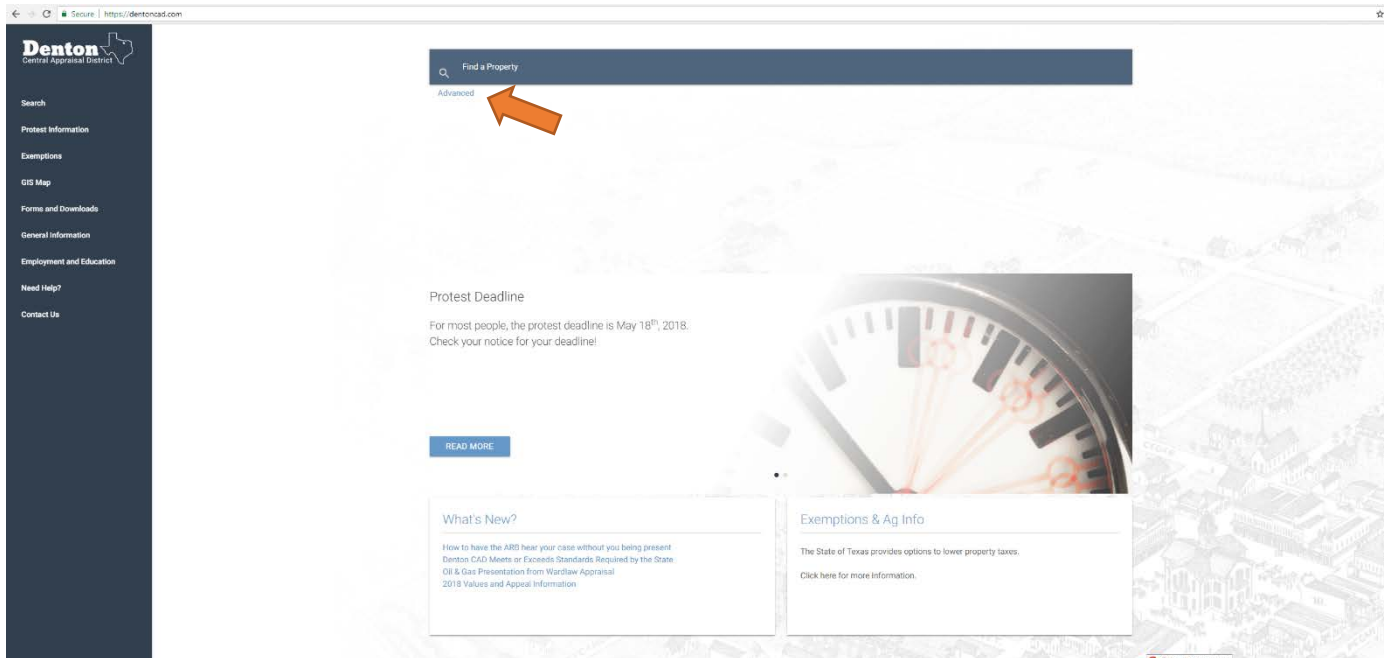 Secure | https://dentoncad.com
Denton
Central Appraisal District
Search
Protest Information
Exemptions
GIS Map
Forms and Downloads
General Information
Employment and Education
Need Help?
Contact Us
Find a Property
Advanced
Protest Deadline
For most people, the protest deadline is May 18th, 2018.
Check your notice for your deadline!
READ MORE
What's New?
How to have the ARB hear your case without you being present
Denton CAD Meets or Exceeds Standards Required by the State
Oil & Gas Presentation from Wardlaw Appraisal
2018 Values and Appeal Information
Exemptions & Ag Info
The State of Texas provides options to lower property taxes.
Click here for more Information.